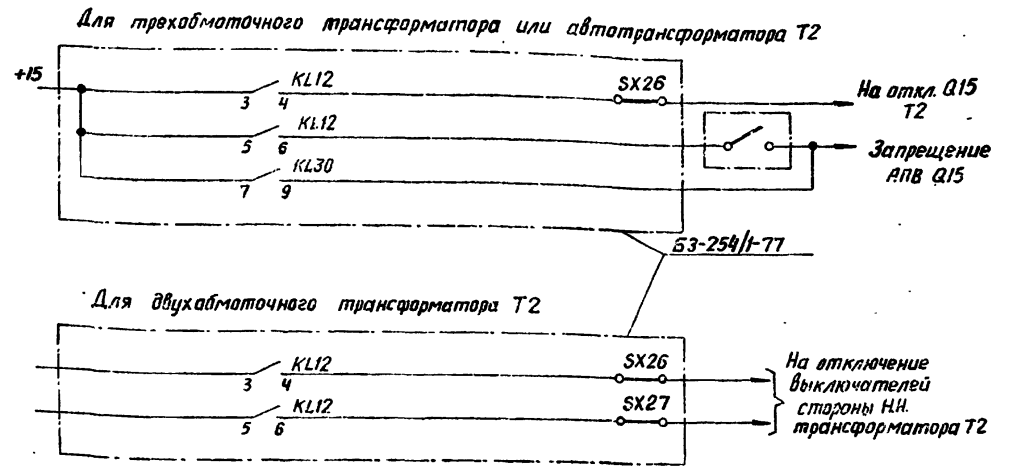 Для трехобмоточного трансформатора или автотрансформатора Т2
+15
KL12
3 4
SX26
На откл. Q15
Т2
KL12
5 6
Запрещение
АПВ Q15
KL30
7 9
БЗ-254/1-77
Для двухабмоточного трансформатора Т2
KL12
3 4
SX26
KL12
5 6
SX27
На отключение
выключателей
стороны Н.Н.
трансформатора Т2